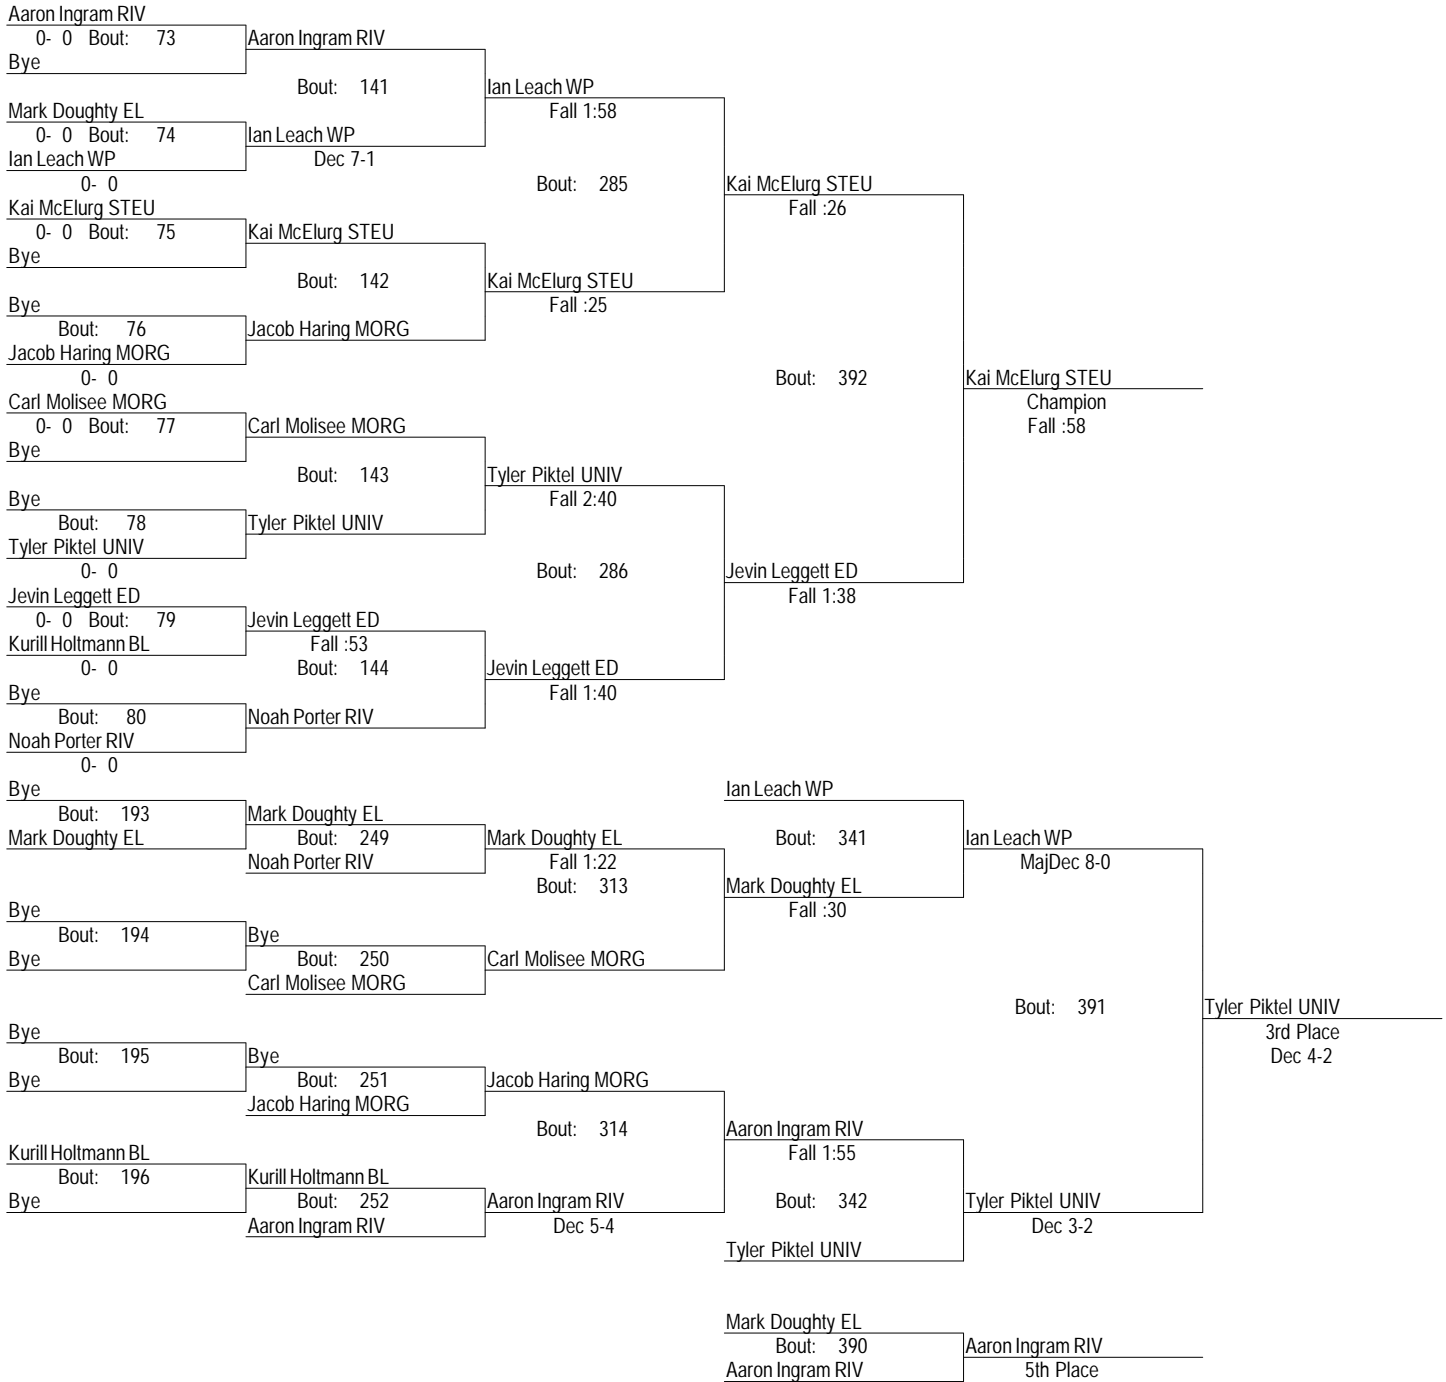 Aaron Ingram RIV
0- 0 Bout: 73
Bye
Aaron Ingram RIV
Bout: 141
Mark Doughty EL
0- 0 Bout: 74
Ian Leach WP
0- 0
Ian Leach WP
Dec 7-1
Ian Leach WP
Fall 1:58
Bout: 285
Kai McElurg STEU
0- 0 Bout: 75
Bye
Kai McElurg STEU
Bout: 142
Bye
Bout: 76
Jacob Haring MORG
0- 0
Jacob Haring MORG
Kai McElurg STEU
Fall :25
Kai McElurg STEU
Fall :26
Bout: 392
Carl Molisee MORG
0- 0 Bout: 77
Bye
Carl Molisee MORG
Bout: 143
Bye
Bout: 78
Tyler Piktel UNIV
0- 0
Tyler Piktel UNIV
Tyler Piktel UNIV
Fall 2:40
Bout: 286
Jevin Leggett ED
0- 0 Bout: 79
Kurill Holtmann BL
0- 0
Jevin Leggett ED
Fall :53
Bout: 144
Bye
Bout: 80
Noah Porter RIV
0- 0
Noah Porter RIV
Jevin Leggett ED
Fall 1:40
Jevin Leggett ED
Fall 1:38
Kai McElurg STEU
Champion
Fall :58
Bye
Bout: 193
Mark Doughty EL
Mark Doughty EL
Bout: 249
Noah Porter RIV
Mark Doughty EL
Fall 1:22
Bout: 313
Bye
Bout: 194
Bye
Bye
Bout: 250
Carl Molisee MORG
Carl Molisee MORG
Ian Leach WP
Bout: 341
Mark Doughty EL
Fall :30
Ian Leach WP
MajDec 8-0
Bout: 391
Bye
Bout: 195
Bye
Bye
Bout: 251
Jacob Haring MORG
Jacob Haring MORG
Bout: 314
Kurill Holtmann BL
Bout: 196
Bye
Kurill Holtmann BL
Bout: 252
Aaron Ingram RIV
Aaron Ingram RIV
Dec 5-4
Aaron Ingram RIV
Fall 1:55
Bout: 342
Tyler Piktel UNIV
Tyler Piktel UNIV
Dec 3-2
Tyler Piktel UNIV
3rd Place
Dec 4-2
Mark Doughty EL
Bout: 390
Aaron Ingram RIV
Aaron Ingram RIV
5th Place